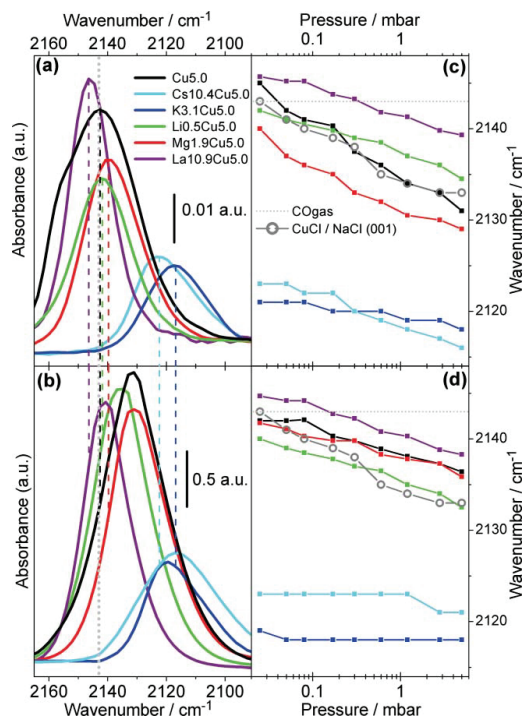 Wavenumber / cm⁻¹
2160 2140 2120 2100
Pressure / mbar
0.1 1
(a)
Cu5.0
Cs10.4Cu5.0
K3.1Cu5.0
Li0.5Cu5.0
Mg1.9Cu5.0
La10.9Cu5.0
0.01 a.u.
Absorbance (a.u.)
(c)
2140
2130
2120
Wavenumber / cm⁻¹
COgas
CuCl / NaCl (001)
(b)
0.5 a.u.
Absorbance (a.u.)
2160 2140 2120 2100
Wavenumber / cm⁻¹
(d)
2140
2130
2120
Wavenumber / cm⁻¹
0.1 1
Pressure / mbar